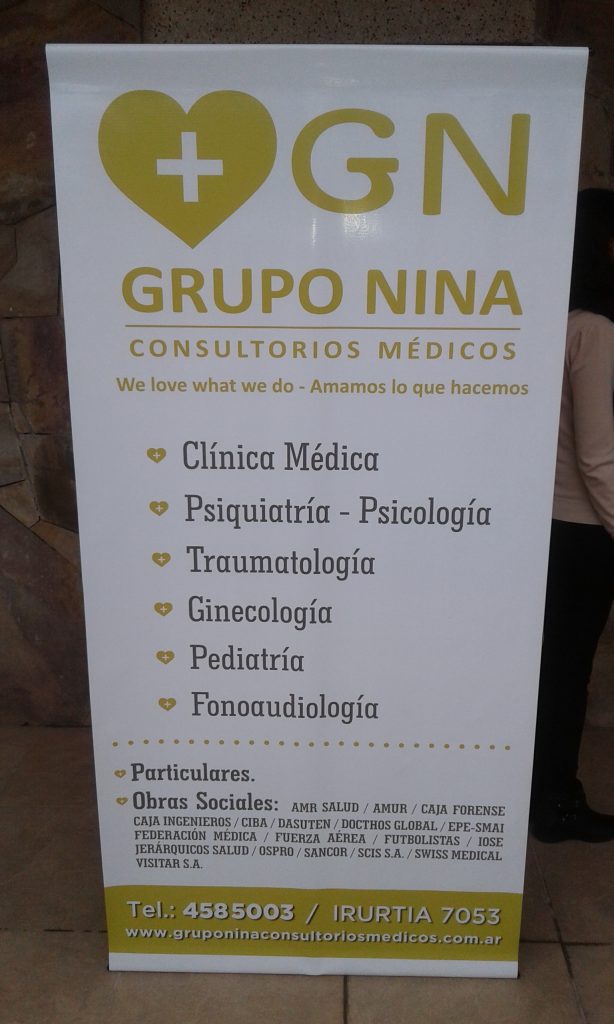 GN
GRUPO NINA
CONSULTORIOS MÉDICOS
We love what we do - Amamos lo que hacemos
Clínica Médica
Psiquiatría - Psicología
Traumatología
Ginecología
Pediatría
Fonoaudiología
Particulares.
Obras Sociales: AMR SALUD / AMUR / CAJA FORENSE
CAJA INGENIEROS / CIBA / DASUTEN / DOCTHOS GLOBAL / EPE-SMAI
FEDERACIÓN MÉDICA / FUERZA AÉREA / FUTBOLISTAS / IOSE
JERÁRQUICOS SALUD / OSPRO / SANCOR / SCIS S.A. / SWISS MEDICAL
VISITAR S.A.
Tel.: 4585003 / IRURTIA 7053
www.gruponinaconsultoriosmedicos.com.ar